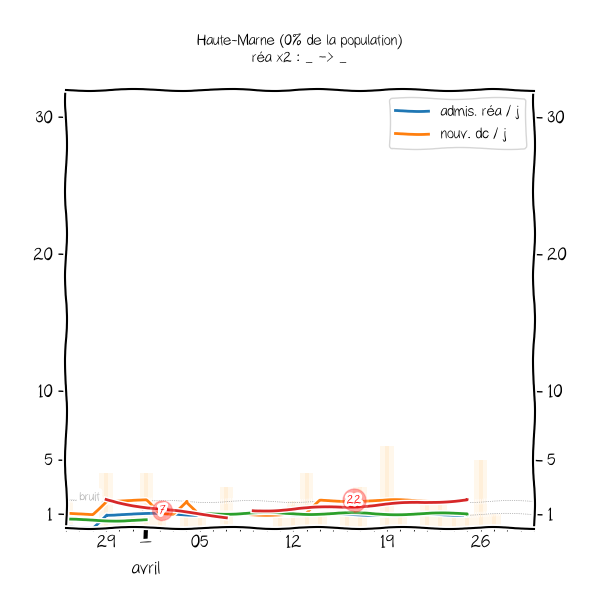 Haute-Marne (0% de la population)
réa x2 : _ -> _
admis. réa / j
nouv. dc / j
30
30
20
20
10
10
5
5
... bruit
1
1
7
22
29
05
12
19
26
avril